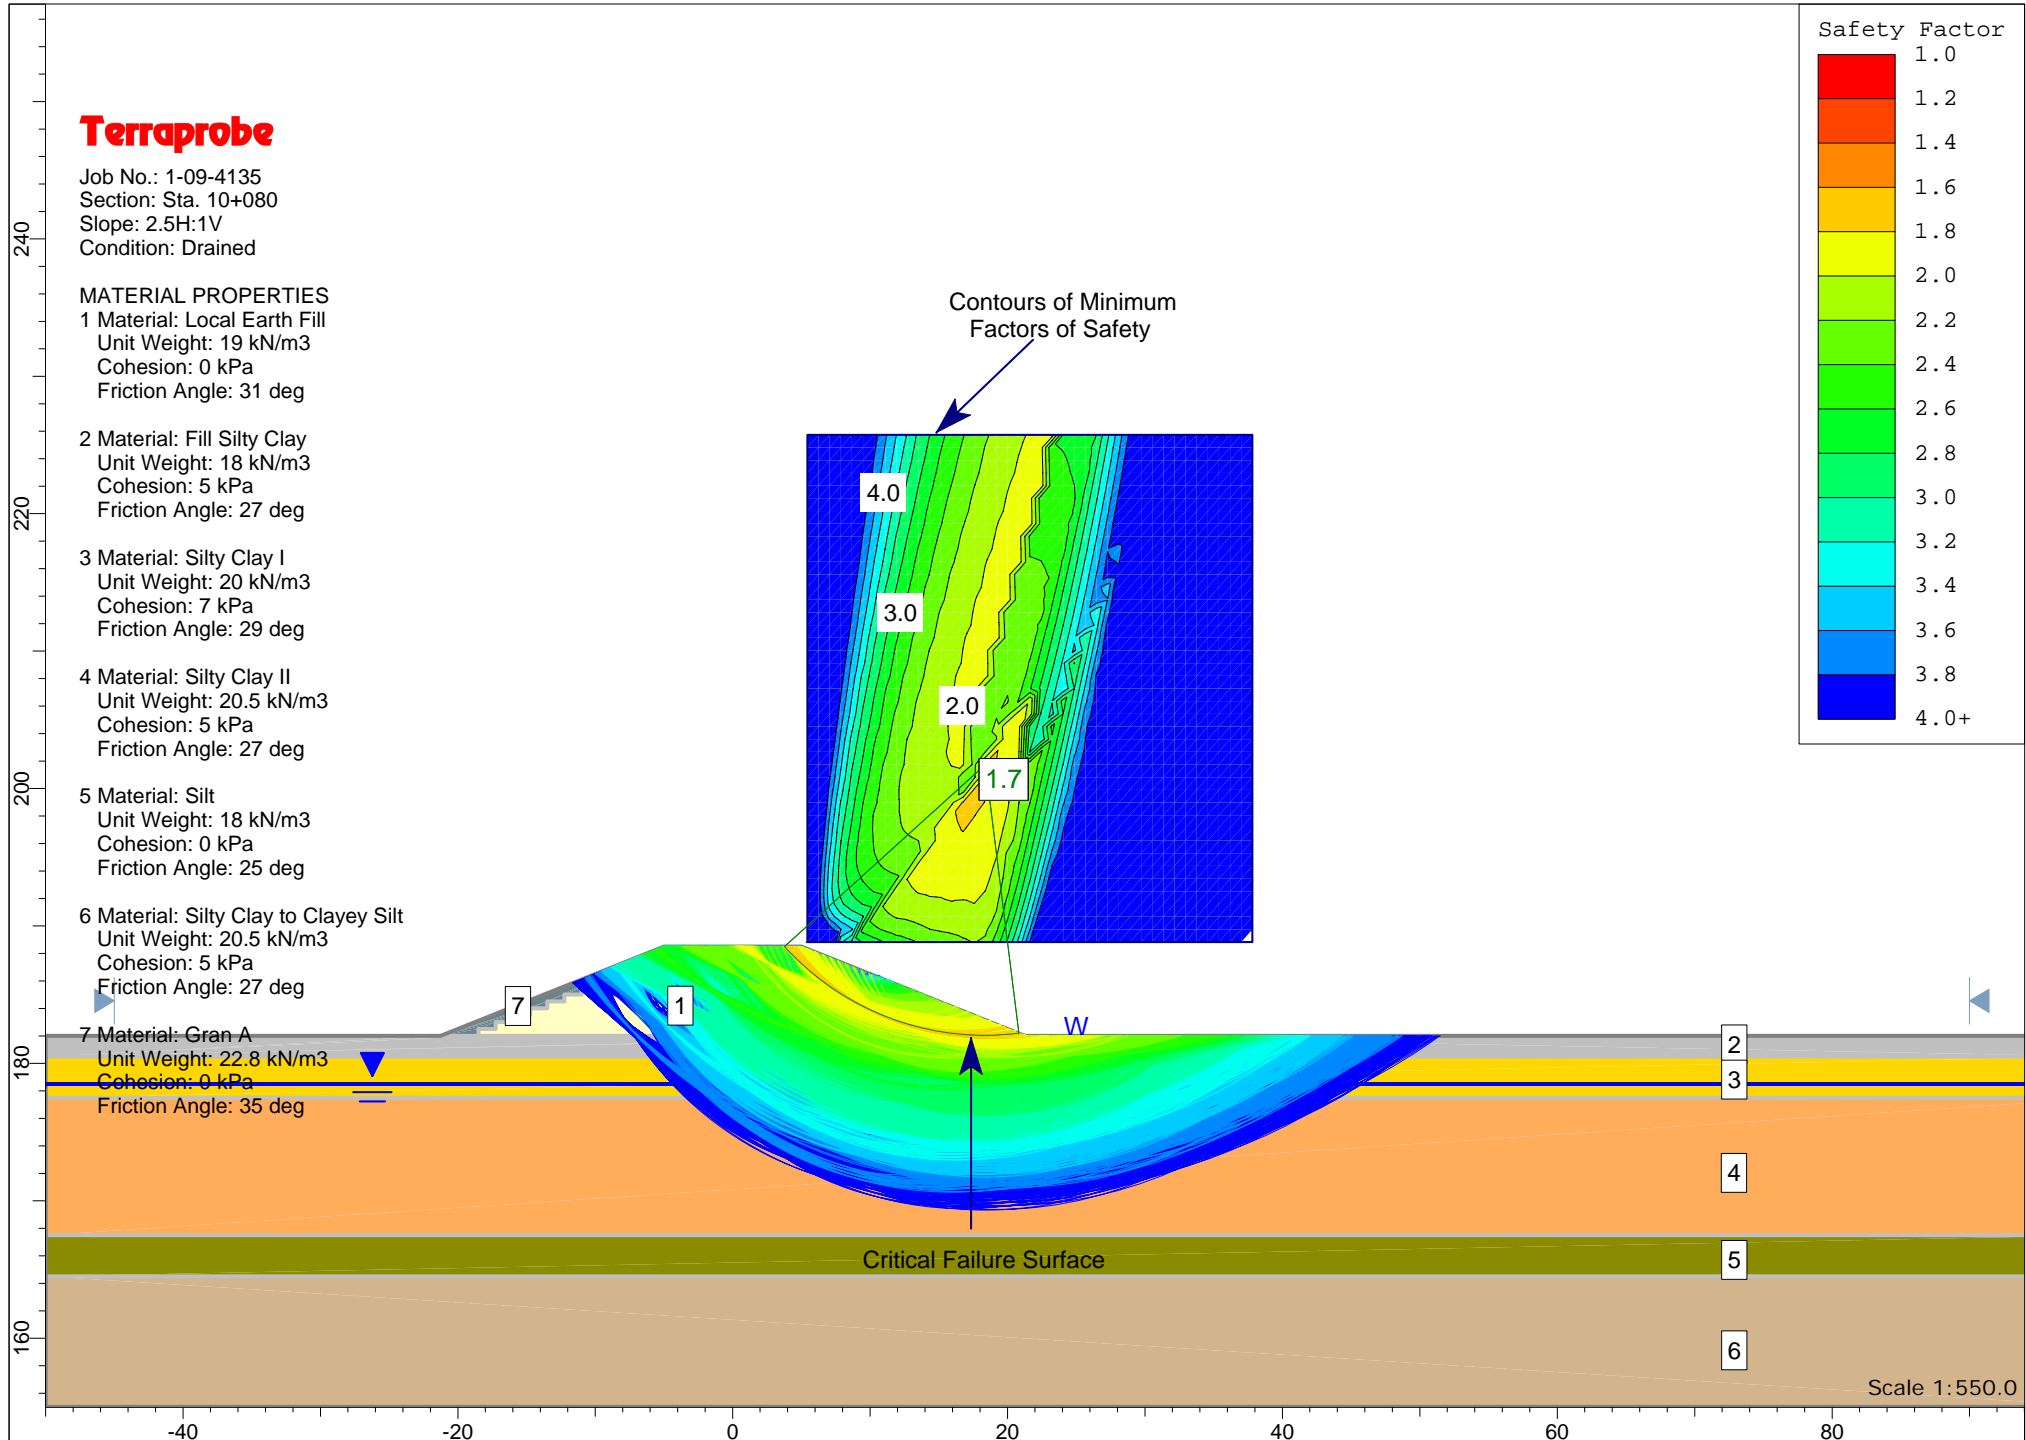 Terraprobe
Job No.: 1-09-4135
Section: Sta. 10+080
Slope: 2.5H:1V
Condition: Drained
MATERIAL PROPERTIES
1 Material: Local Earth Fill
Unit Weight: 19 kN/m3
Cohesion: 0 kPa
Friction Angle: 31 deg
2 Material: Fill Silty Clay
Unit Weight: 18 kN/m3
Cohesion: 5 kPa
Friction Angle: 27 deg
3 Material: Silty Clay I
Unit Weight: 20 kN/m3
Cohesion: 7 kPa
Friction Angle: 29 deg
4 Material: Silty Clay II
Unit Weight: 20.5 kN/m3
Cohesion: 5 kPa
Friction Angle: 27 deg
5 Material: Silt
Unit Weight: 18 kN/m3
Cohesion: 0 kPa
Friction Angle: 25 deg
6 Material: Silty Clay to Clayey Silt
Unit Weight: 20.5 kN/m3
Cohesion: 5 kPa
Friction Angle: 27 deg
7 Material: Gran A
Unit Weight: 22.8 kN/m3
Cohesion: 0 kPa
Friction Angle: 35 deg
Contours of Minimum
Factors of Safety
4.0
3.0
2.0
1.7
Safety Factor
1.0
1.2
1.4
1.6
1.8
2.0
2.2
2.4
2.6
2.8
3.0
3.2
3.4
3.6
3.8
4.0+
7
1
W
2
3
4
5
6
Critical Failure Surface
Scale 1:550.0
240
220
200
180
160
-40
-20
0
20
40
60
80